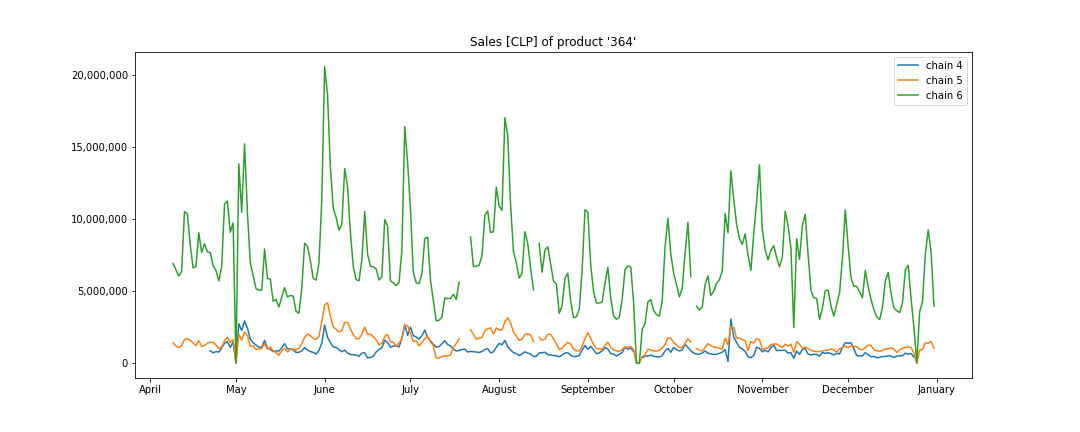 Sales [CLP] of product '364'
chain 4
chain 5
chain 6
20,000,000
15,000,000
10,000,000
5,000,000
0
April May June July August September October November December January